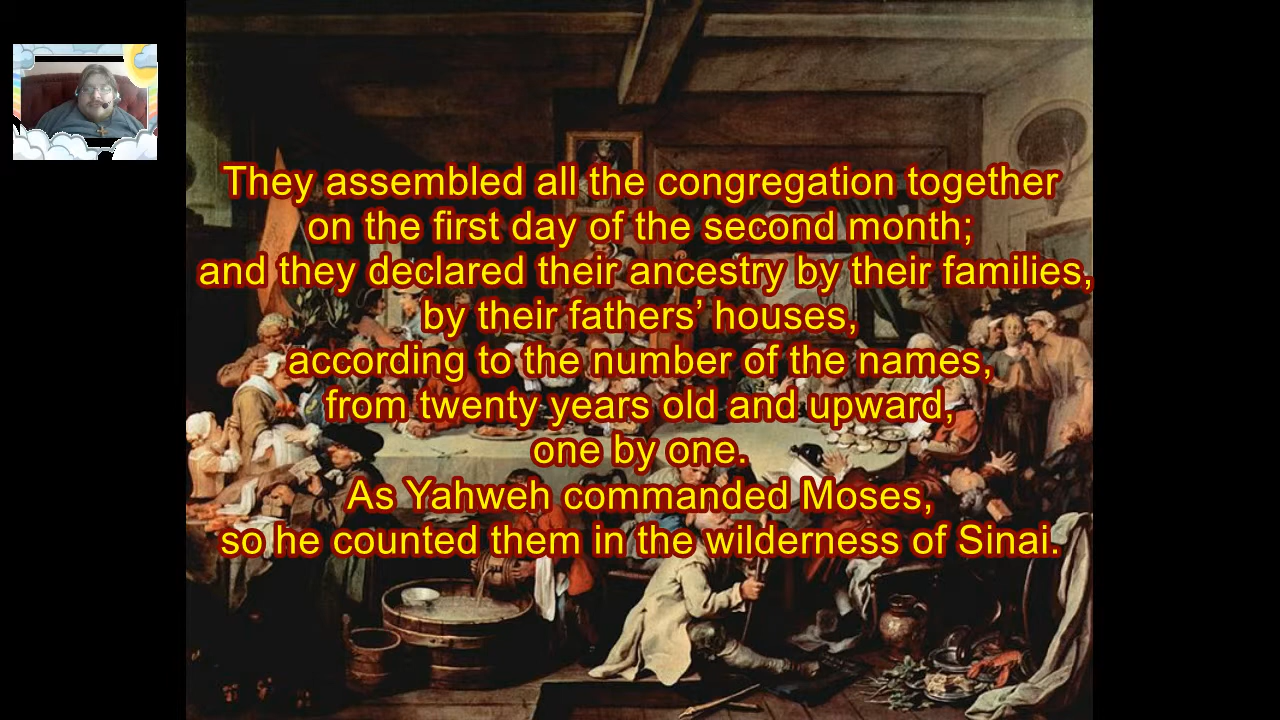 They assembled all the congregation together
on the first day of the second month;
and they declared their ancestry by their families,
by their fathers’ houses,
according to the number of the names,
from twenty years old and upward,
one by one.
As Yahweh commanded Moses,
so he counted them in the wilderness of Sinai.